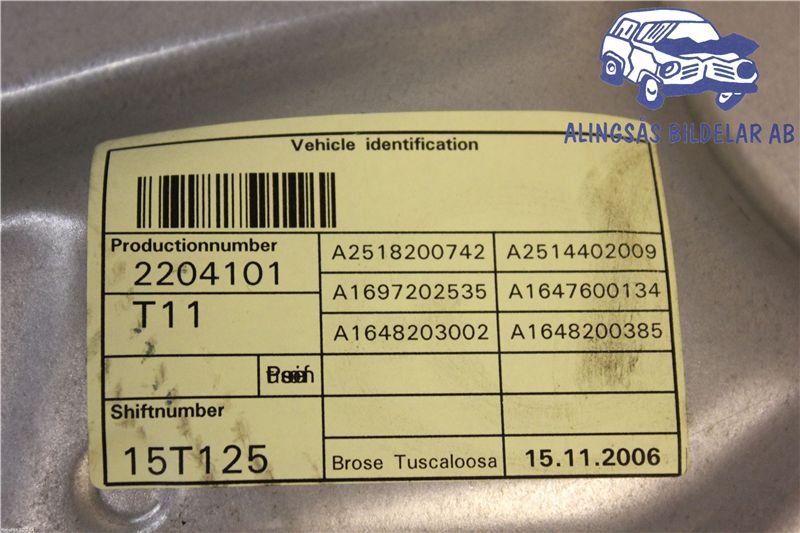 ALINGSÅS BILDELAR AB
Vehicle identification
Productionnumber
2204101
A2518200742 A2514402009
T11
A1697202535 A1647600134
A1648203002 A1648200385
Shiftnumber
15T125
Brose Tuscaloosa 15.11.2006